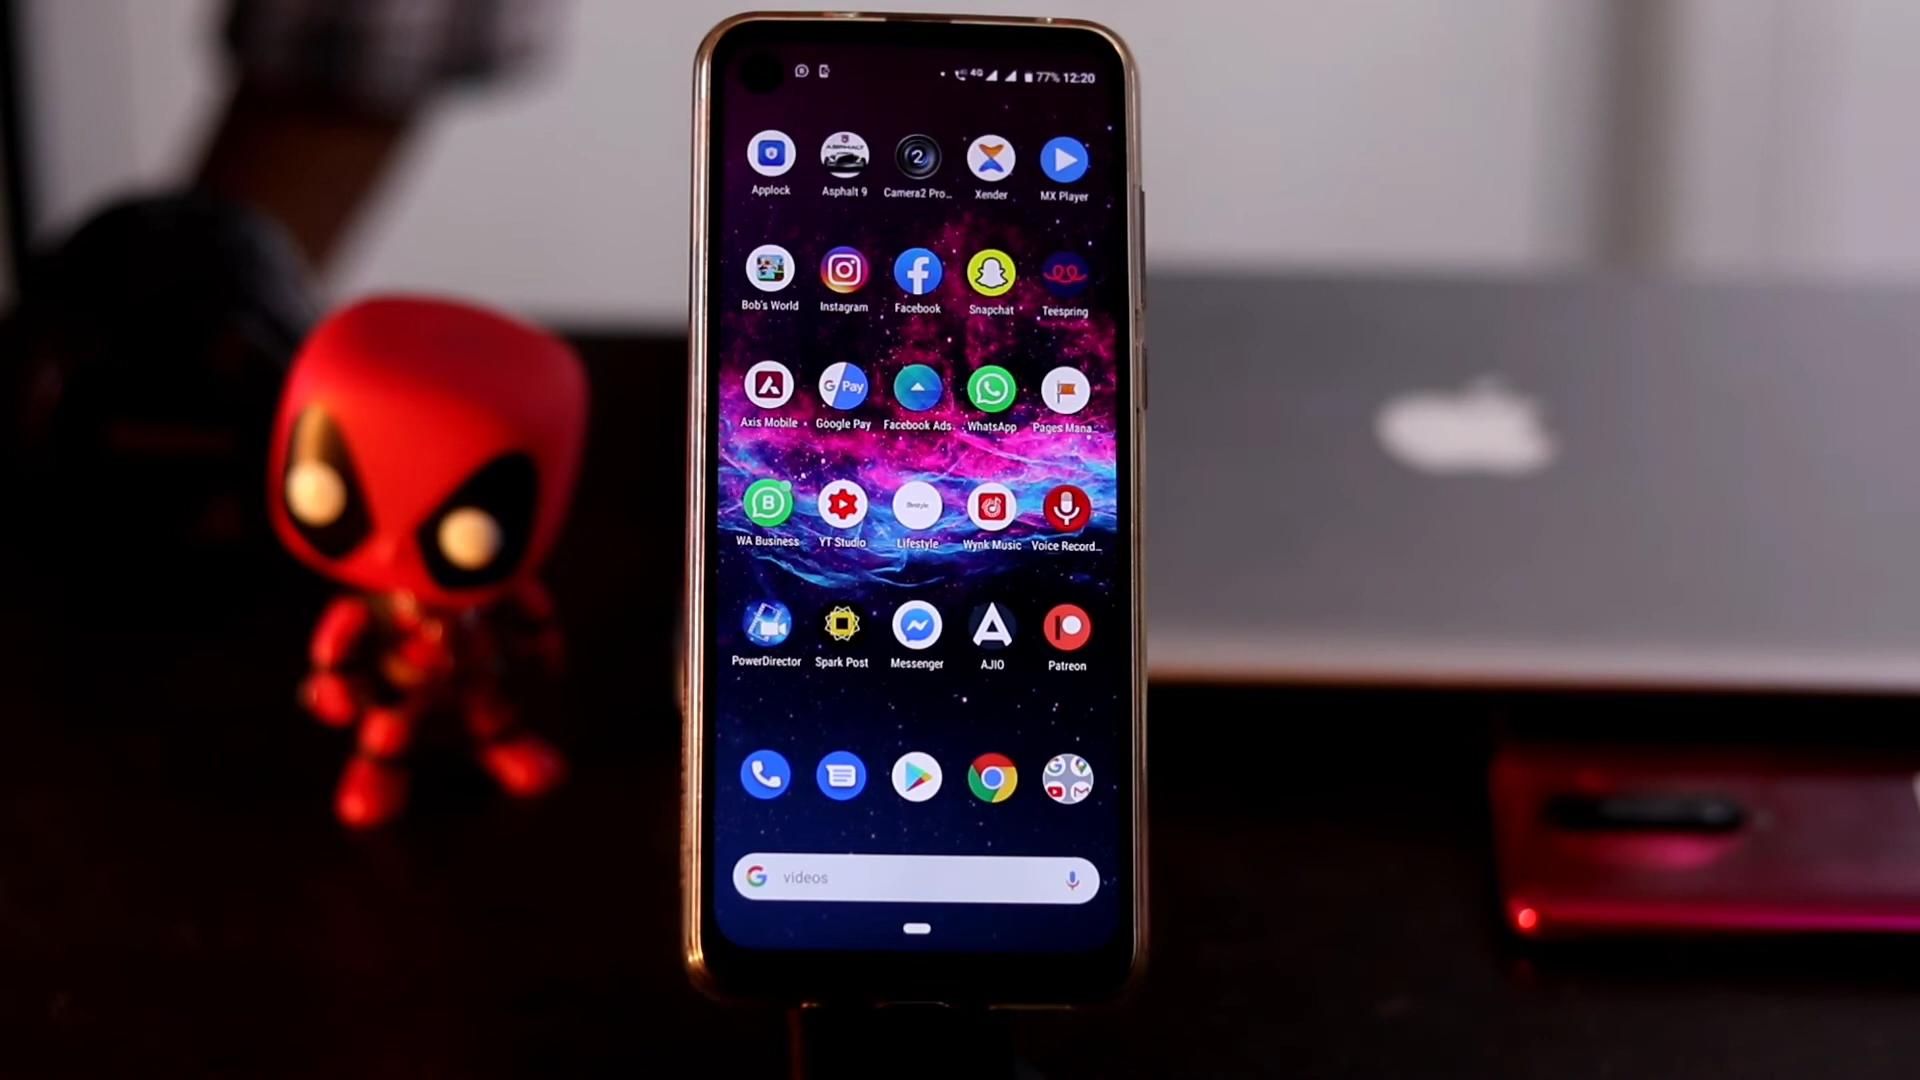 4G 77% 12:20
Applock Asphalt 9 Camera2 Pro... Xender MX Player
Bob's World Instagram Facebook Snapchat Teespring
G Pay
Axis Mobile Google Pay Facebook Ads.. WhatsApp Pages Mana...
WA Business YT Studio Lifestyle Wynk Music Voice Record...
PowerDirector Spark Post Messenger AJIO Patreon
videos